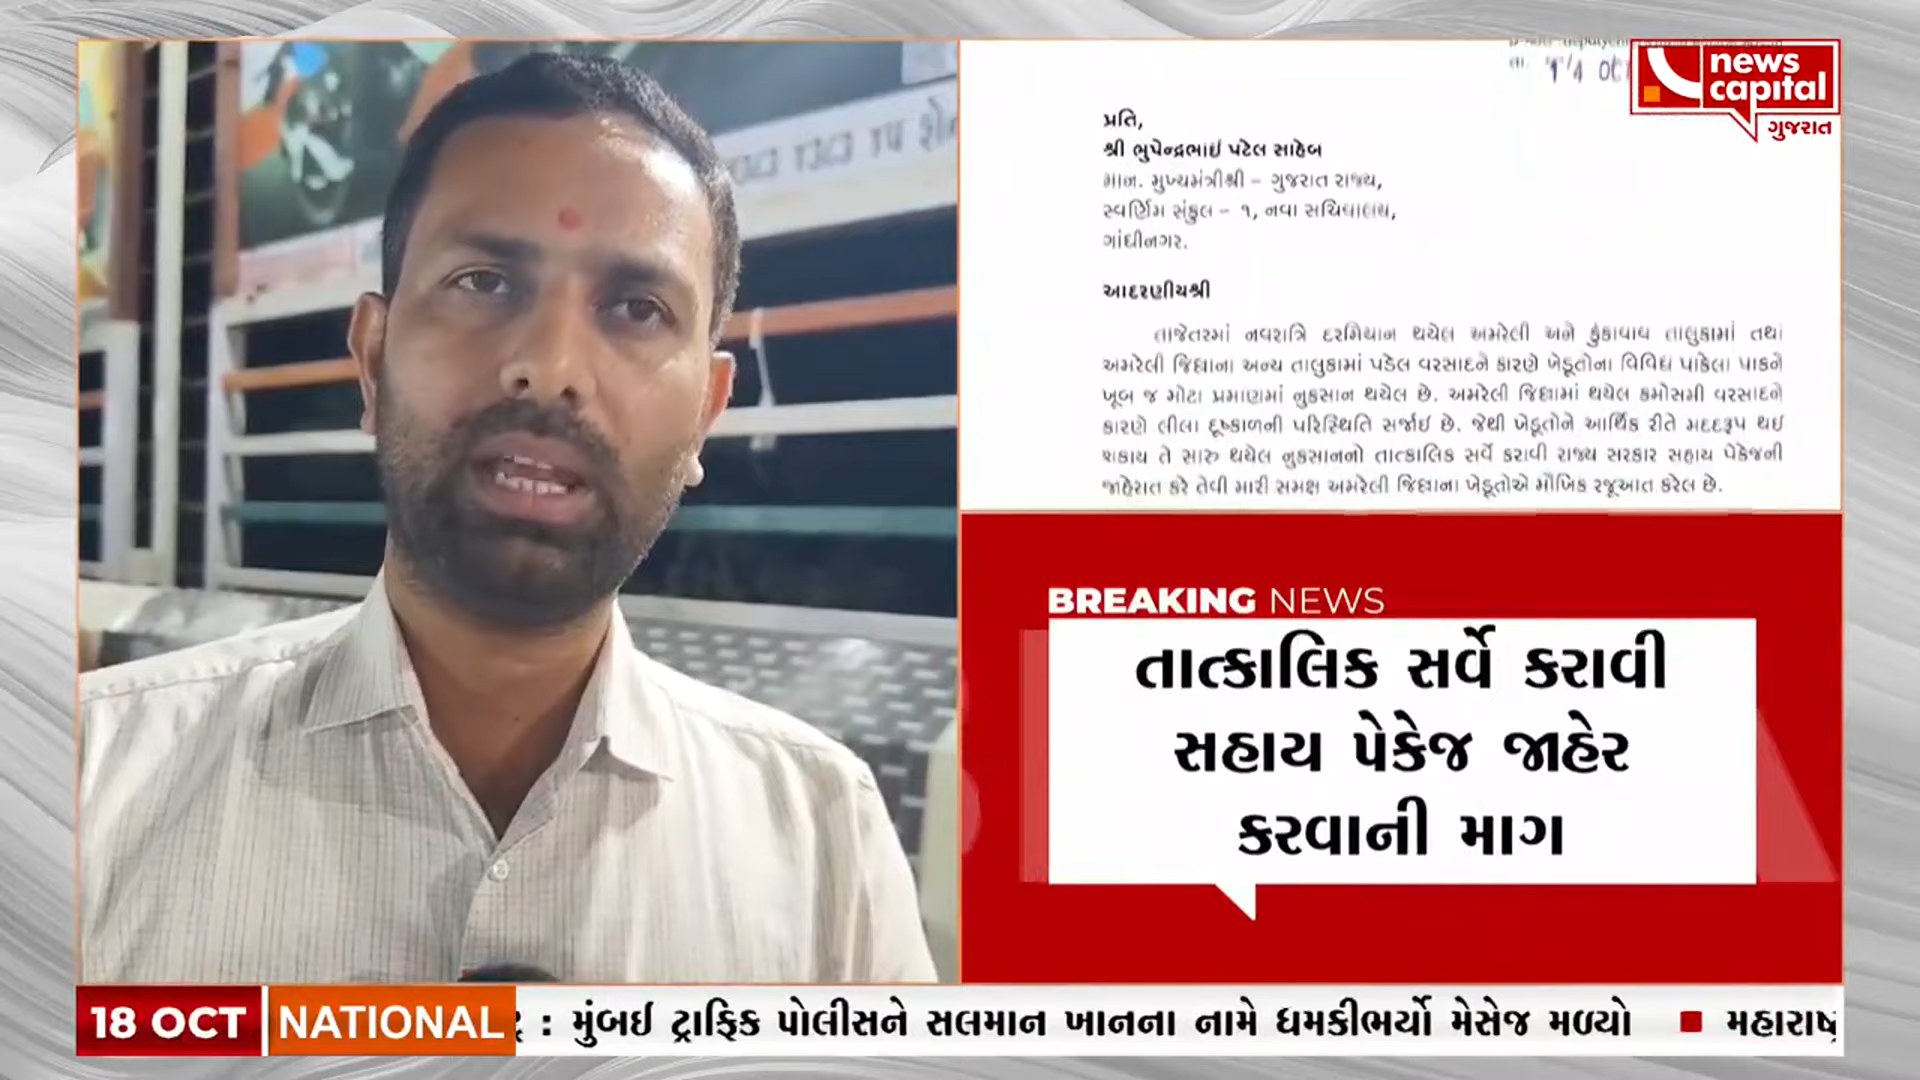 તા. 14 OCT
news
capital
ગુજરાત
પ્રતિ,
શ્રી ભુપેન્દ્રભાઇ પટેલ સાહેબ
માન. મુખ્યમંત્રીશ્રી – ગુજરાત રાજ્ય,
સ્વર્ણિમ સંકુલ – ૧, નવા સચિવાલય,
ગાંધીનગર.
આદરણીયશ્રી
તાજેતરમાં નવરાત્રિ દરમિયાન થયેલ અમરેલી અને કુંકાવાવ તાલુકામાં તથા
અમરેલી જિલ્લાના અન્ય તાલુકામાં પડેલ વરસાદને કારણે ખેડૂતોના વિવિધ પાકેલા પાકને
ખૂબ જ મોટા પ્રમાણમાં નુકસાન થયેલ છે. અમરેલી જિલ્લામાં થયેલ કમોસમી વરસાદને
કારણે લીલા દૂષ્કાળની પરિસ્થિતિ સર્જાઇ છે. જેથી ખેડૂતોને આર્થિક રીતે મદદરૂપ થઇ
શકાય તે સારુ થયેલ નુકસાનનો તાત્કાલિક સર્વે કરાવી રાજ્ય સરકાર સહાય પેકેજની
જાહેરાત કરે તેવી મારી સમક્ષ અમરેલી જિલ્લાના ખેડૂતોએ મૌખિક રજૂઆત કરેલ છે.
BREAKING NEWS
તાત્કાલિક સર્વે કરાવી
સહાય પેકેજ જાહેર
કરવાની માગ
18 OCT NATIONAL : મુંબઈ ટ્રાફિક પોલીસને સલમાન ખાનના નામે ધમકીભર્યો મેસેજ મળ્યો ■ મહારાષ્